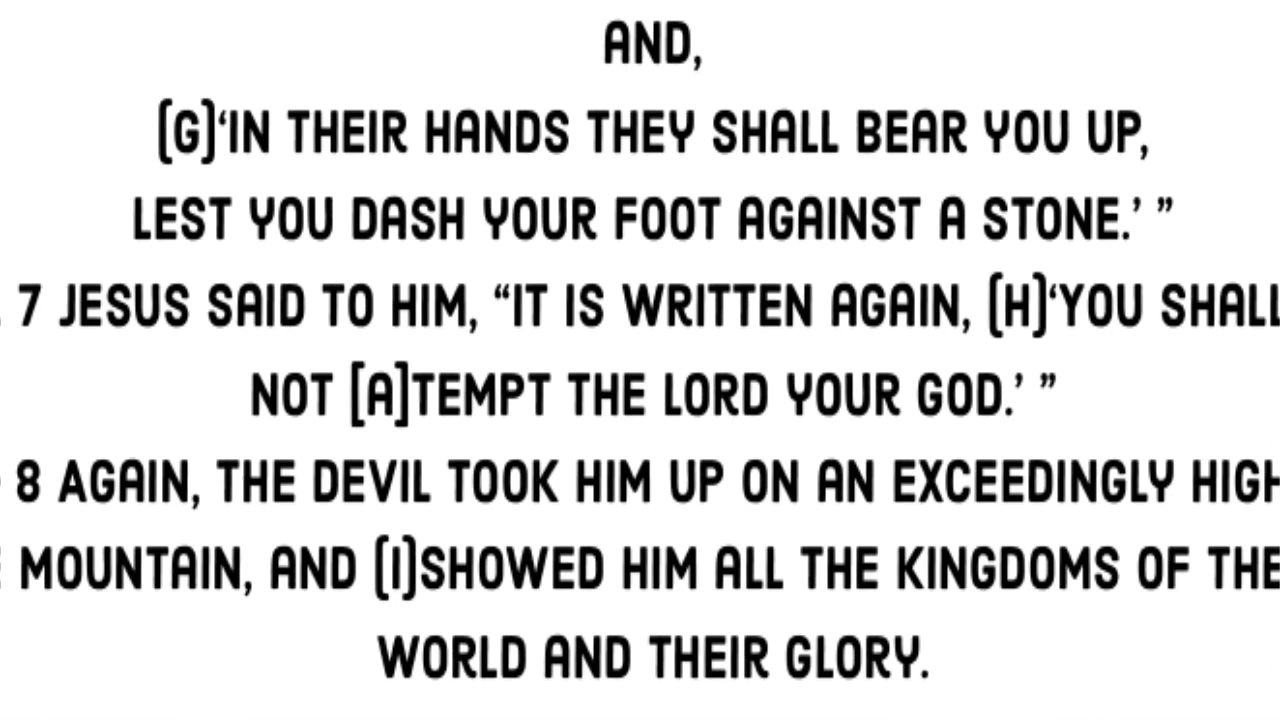 AND,
(G)‘IN THEIR HANDS THEY SHALL BEAR YOU UP,
LEST YOU DASH YOUR FOOT AGAINST A STONE.’ ”
7 JESUS SAID TO HIM, “IT IS WRITTEN AGAIN, (H)‘YOU SHALL
NOT [A]TEMPT THE LORD YOUR GOD.’ ”
8 AGAIN, THE DEVIL TOOK HIM UP ON AN EXCEEDINGLY HIGH
MOUNTAIN, AND (I)SHOWED HIM ALL THE KINGDOMS OF THE
WORLD AND THEIR GLORY.